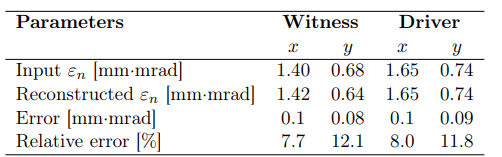 Parameters Witness Driver
x y x y
Input εn [mm·mrad] 1.40 0.68 1.65 0.74
Reconstructed εn [mm·mrad] 1.42 0.64 1.65 0.74
Error [mm·mrad] 0.1 0.08 0.1 0.09
Relative error [%] 7.7 12.1 8.0 11.8